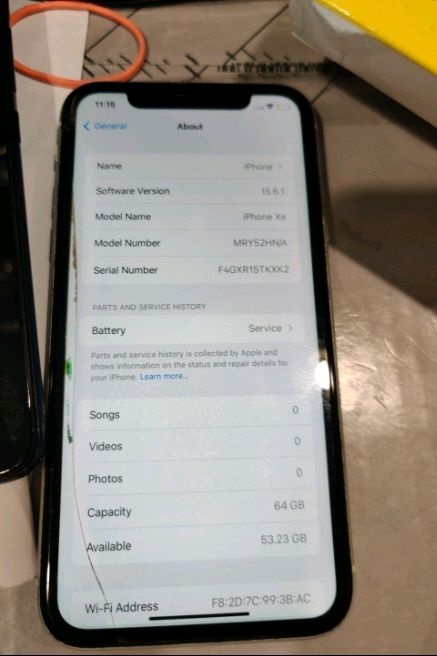 11:15
General
About
Name iPhone
Software Version 15.6.1
Model Name iPhone XR
Model Number MRY52HN/A
Serial Number F4GXR15TKXK2
PARTS AND SERVICE HISTORY
Battery Service
Parts and service history is collected by Apple and
shows information on the status and repair details for
your iPhone. Learn more...
Songs 0
Videos 0
Photos 0
Capacity 64 GB
Available 53.23 GB
Wi-Fi Address F8:2D:7C:99:3B:AC